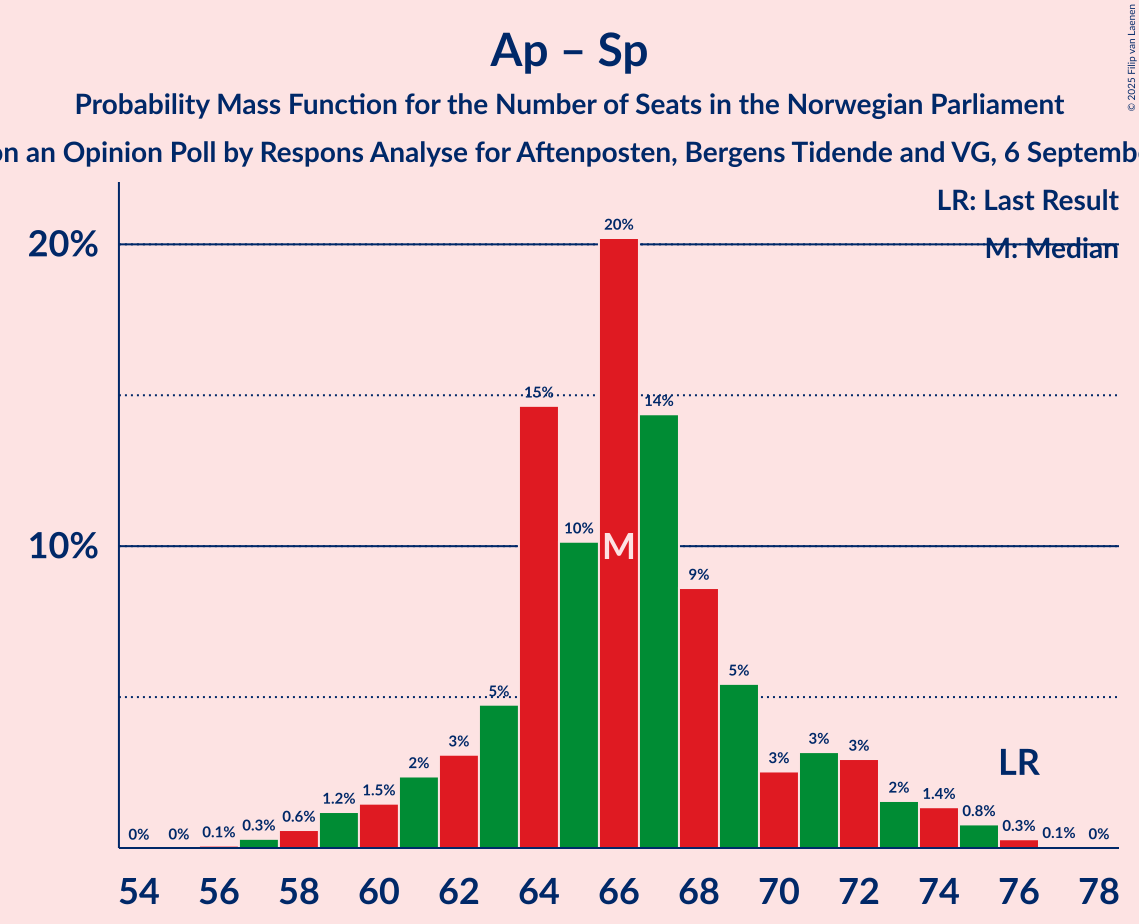 Ap – Sp
Probability Mass Function for the Number of Seats in the Norwegian Parliament
an Opinion Poll by Respons Analyse for Aftenposten, Bergens Tidende and VG, 6
© 2025 Filip van Laenen
LR: Last Result
M: Median
20%
10%
0% 0% 0.1% 0.3% 0.6% 1.2% 1.5% 2% 3% 5% 15% 10% 20% 14% 9% 5% 3% 3% 3% 2% 1.4% 0.8% 0.3% 0.1% 0%
M
LR
54 56 58 60 62 64 66 68 70 72 74 76 78